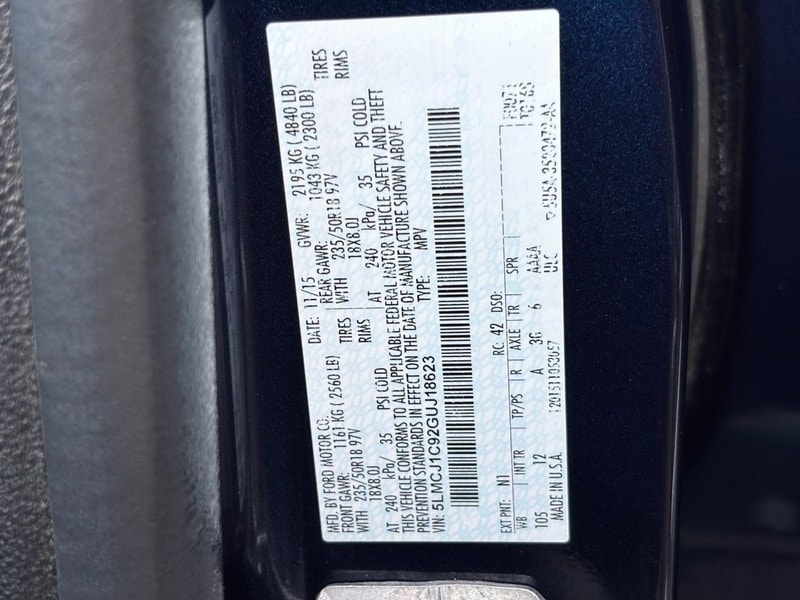 MFD. BY FORD MOTOR CO.
DATE: 11/15 GVWR: 2195 KG ( 4840 LB)
FRONT GAWR: 1161 KG ( 2560 LB) REAR GAWR: 1043 KG ( 2300 LB)
WITH 235/50R18 97V TIRES WITH 235/50R18 97V TIRES
18X8.0J RIMS 18X8.0J RIMS
AT 240 kPa/ 35 PSI COLD AT 240 kPa/ 35 PSI COLD
THIS VEHICLE CONFORMS TO ALL APPLICABLE FEDERAL MOTOR VEHICLE SAFETY AND THEFT
PREVENTION STANDARDS IN EFFECT ON THE DATE OF MANUFACTURE SHOWN ABOVE.
VIN: 5LMCJ1C92GUJ18623 TYPE: MPV
EXT PNT: N1 RC: 42 DSO:
WB INT TR TP/PS R AXLE TR SPR
105 12 A 3G 6 AA8A
MADE IN U.S.A. ULC